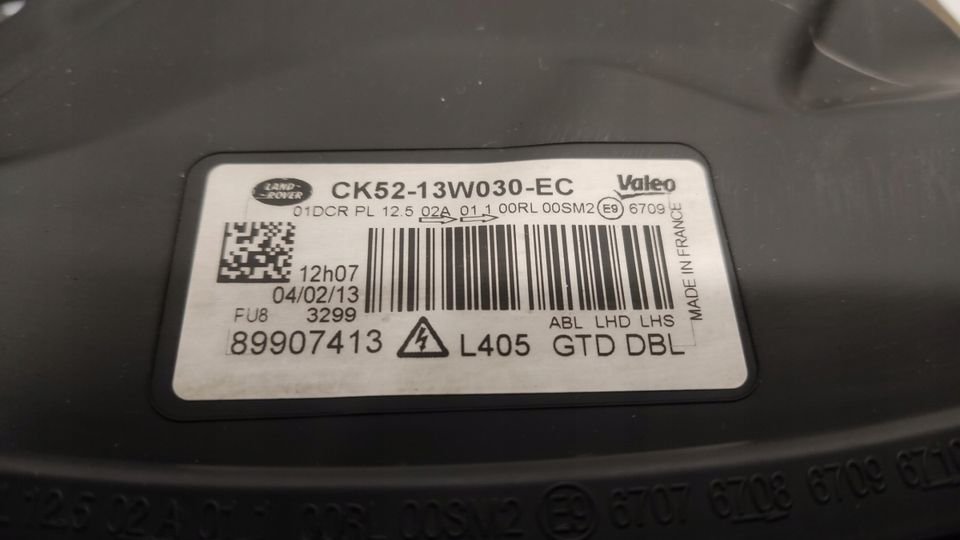 LAND-
ROVER
CK52-13W030-EC
Valeo
01DCR PL 12.5 02A 01.1 00RL 00SM2 E9 6709
MADE IN FRANCE
12h07
04/02/13
FU8 3299
ABL LHD LHS
89907413 L405 GTD DBL
12.5 02 A 01 00RL 00SM2 E9 6707 6708 6709